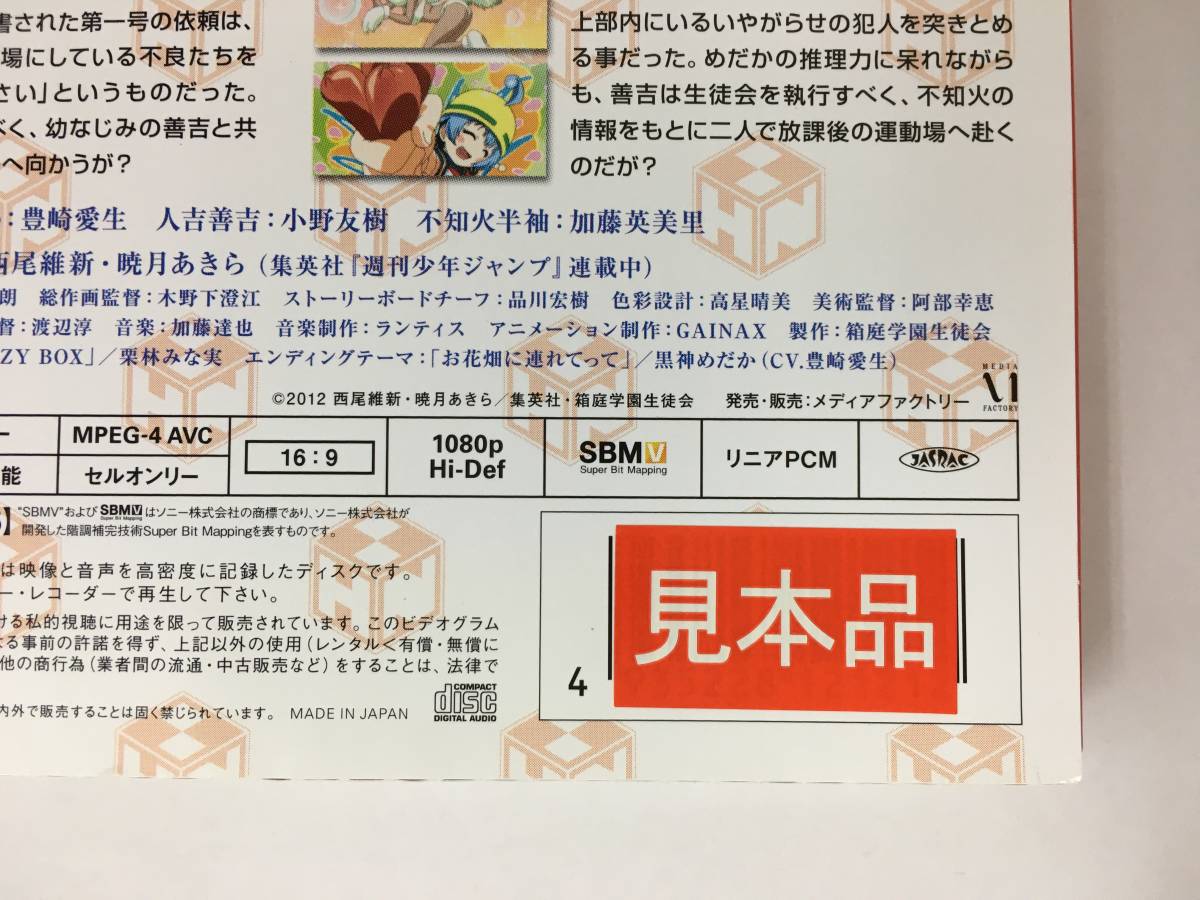 書された第一号の依頼は、
場にしている不良たちを
さい」というものだった。
べく、幼なじみの善吉と共
へ向かうが?
上部内にいるいやがらせの犯人を突きとめ
る事だった。めだかの推理力に呆れながら
も、善吉は生徒会を執行すべく、不知火の
情報をもとに二人で放課後の運動場へ赴く
のだが?
:豊崎愛生 人吉善吉:小野友樹 不知火半袖:加藤英美里
西尾維新・暁月あきら(集英社『週刊少年ジャンプ』連載中)
朗 総作画監督:木野下澄江 ストーリーボードチーフ:品川宏樹 色彩設計:高星晴美 美術監督:阿部幸恵
督:渡辺淳 音楽:加藤達也 音楽制作:ランティス アニメーション制作:GAINAX 製作:箱庭学園生徒会
ZY BOX」/栗林みな実 エンディングテーマ:「お花畑に連れてって」/黒神めだか(CV.豊崎愛生)
©2012 西尾維新・暁月あきら/集英社・箱庭学園生徒会 発売・販売:メディアファクトリー
MEDIA
FACTORY
ー
MPEG-4 AVC
能
セルオンリー
16:9
1080p
Hi-Def
SBMV
Super Bit Mapping
リニアPCM
JASRAC
】"SBMV"および SBMV Super Bit Mapping はソニー株式会社の商標であり、ソニー株式会社が
開発した階調補完技術Super Bit Mappingを表すものです。
は映像と音声を高密度に記録したディスクです。
ー・レコーダーで再生して下さい。
ける私的視聴に用途を限って販売されています。このビデオグラム
る事前の許諾を得ず、上記以外の使用(レンタル<有償・無償に
他の商行為(業者間の流通・中古販売など)をすることは、法律で
内外で販売することは固く禁じられています。 MADE IN JAPAN
COMPACT
disc
DIGITAL AUDIO
4
見本品